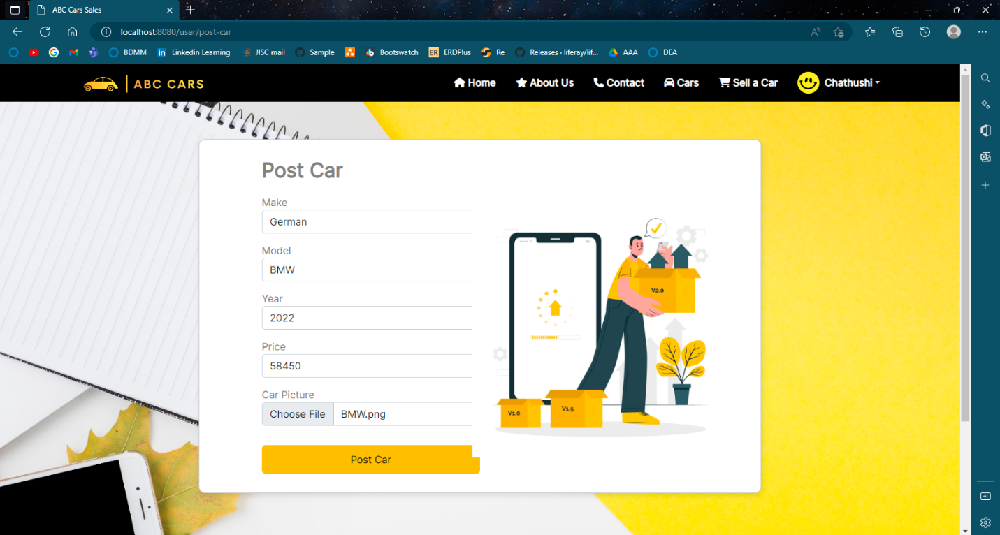 ABC Cars Sales
localhost:8080/user/post-car
BDMM
Linkedin Learning
JISC mail
Sample
Bootswatch
ER
ERDPlus
Re
Releases · liferay/lif...
AAA
DEA
ABC CARS
Home
About Us
Contact
Cars
Sell a Car
Chathushi
Post Car
Make
German
Model
BMW
Year
2022
Price
58450
Car Picture
Choose File
BMW.png
Post Car
V2.0
V1.0
V1.5